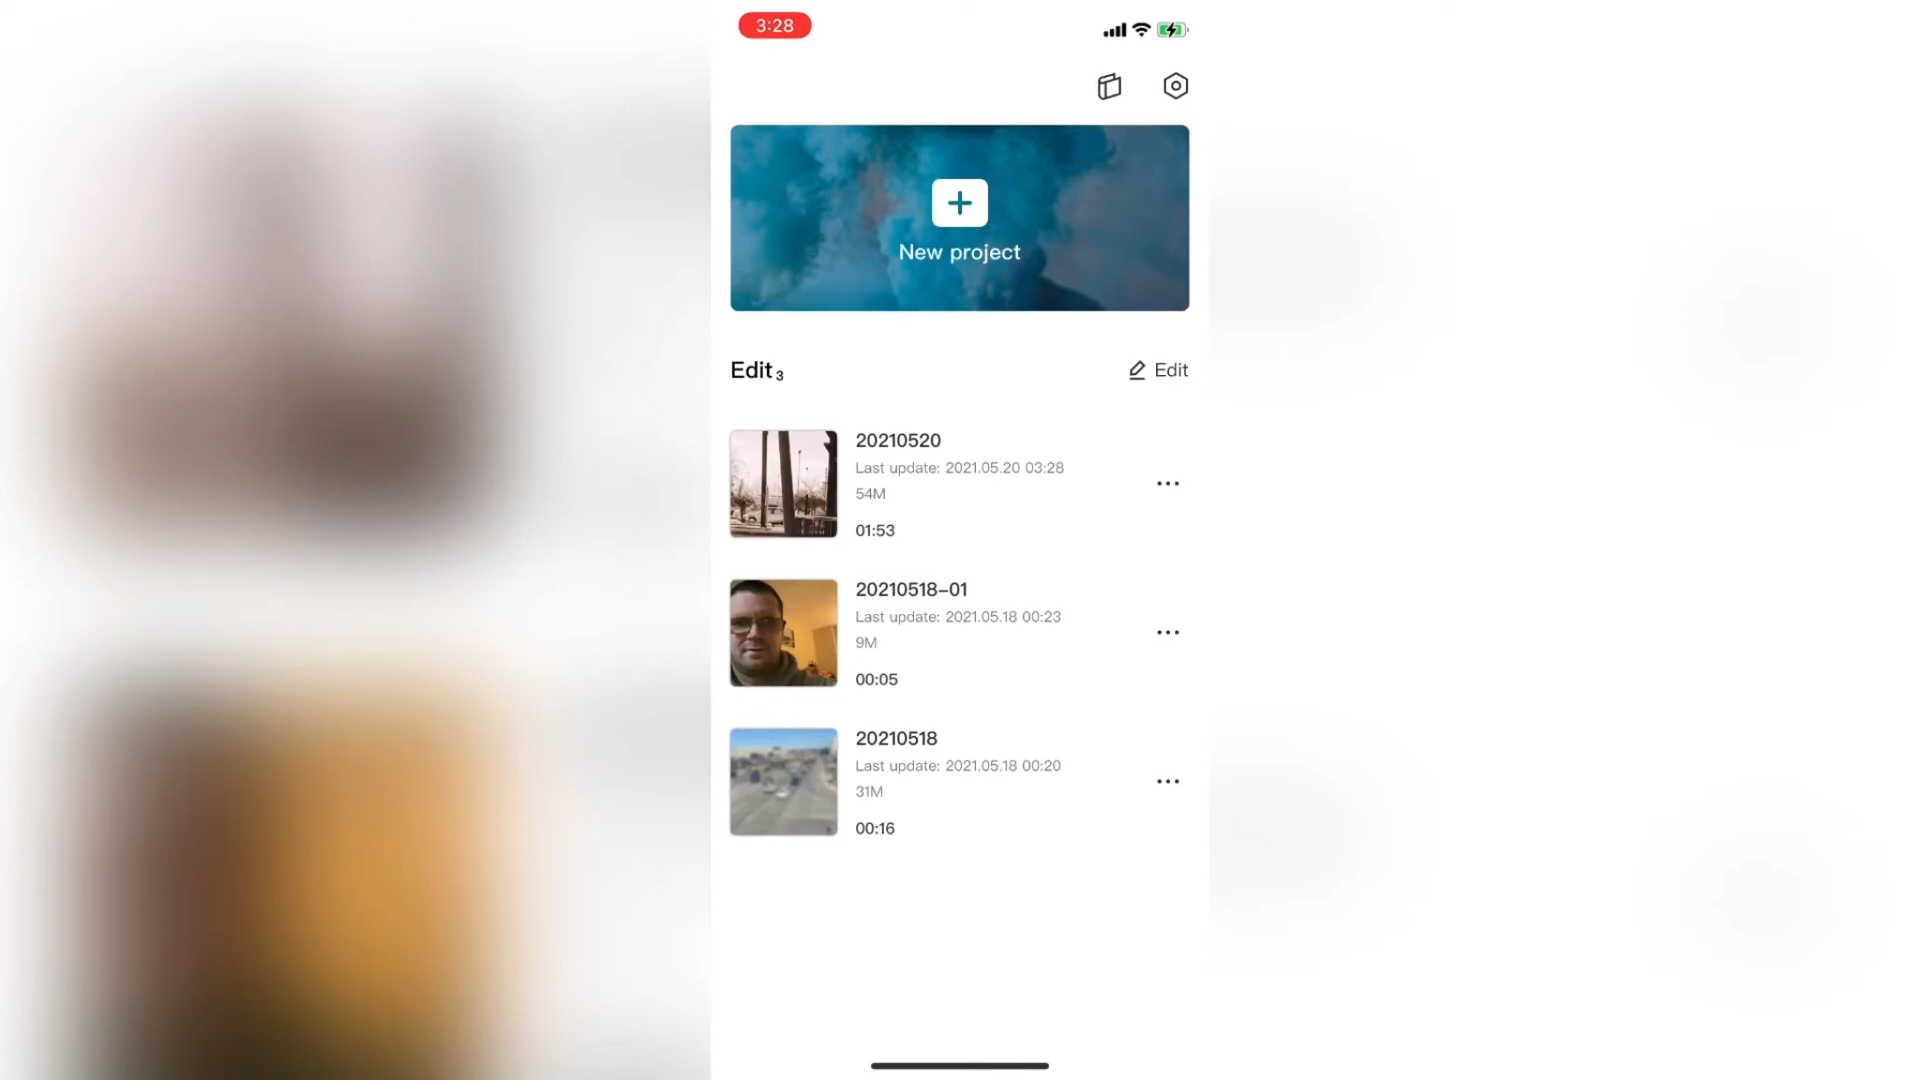 3:28
New project
Edit 3
Edit
20210520
Last update: 2021.05.20 03:28
54M
01:53
20210518-01
Last update: 2021.05.18 00:23
9M
00:05
20210518
Last update: 2021.05.18 00:20
31M
00:16